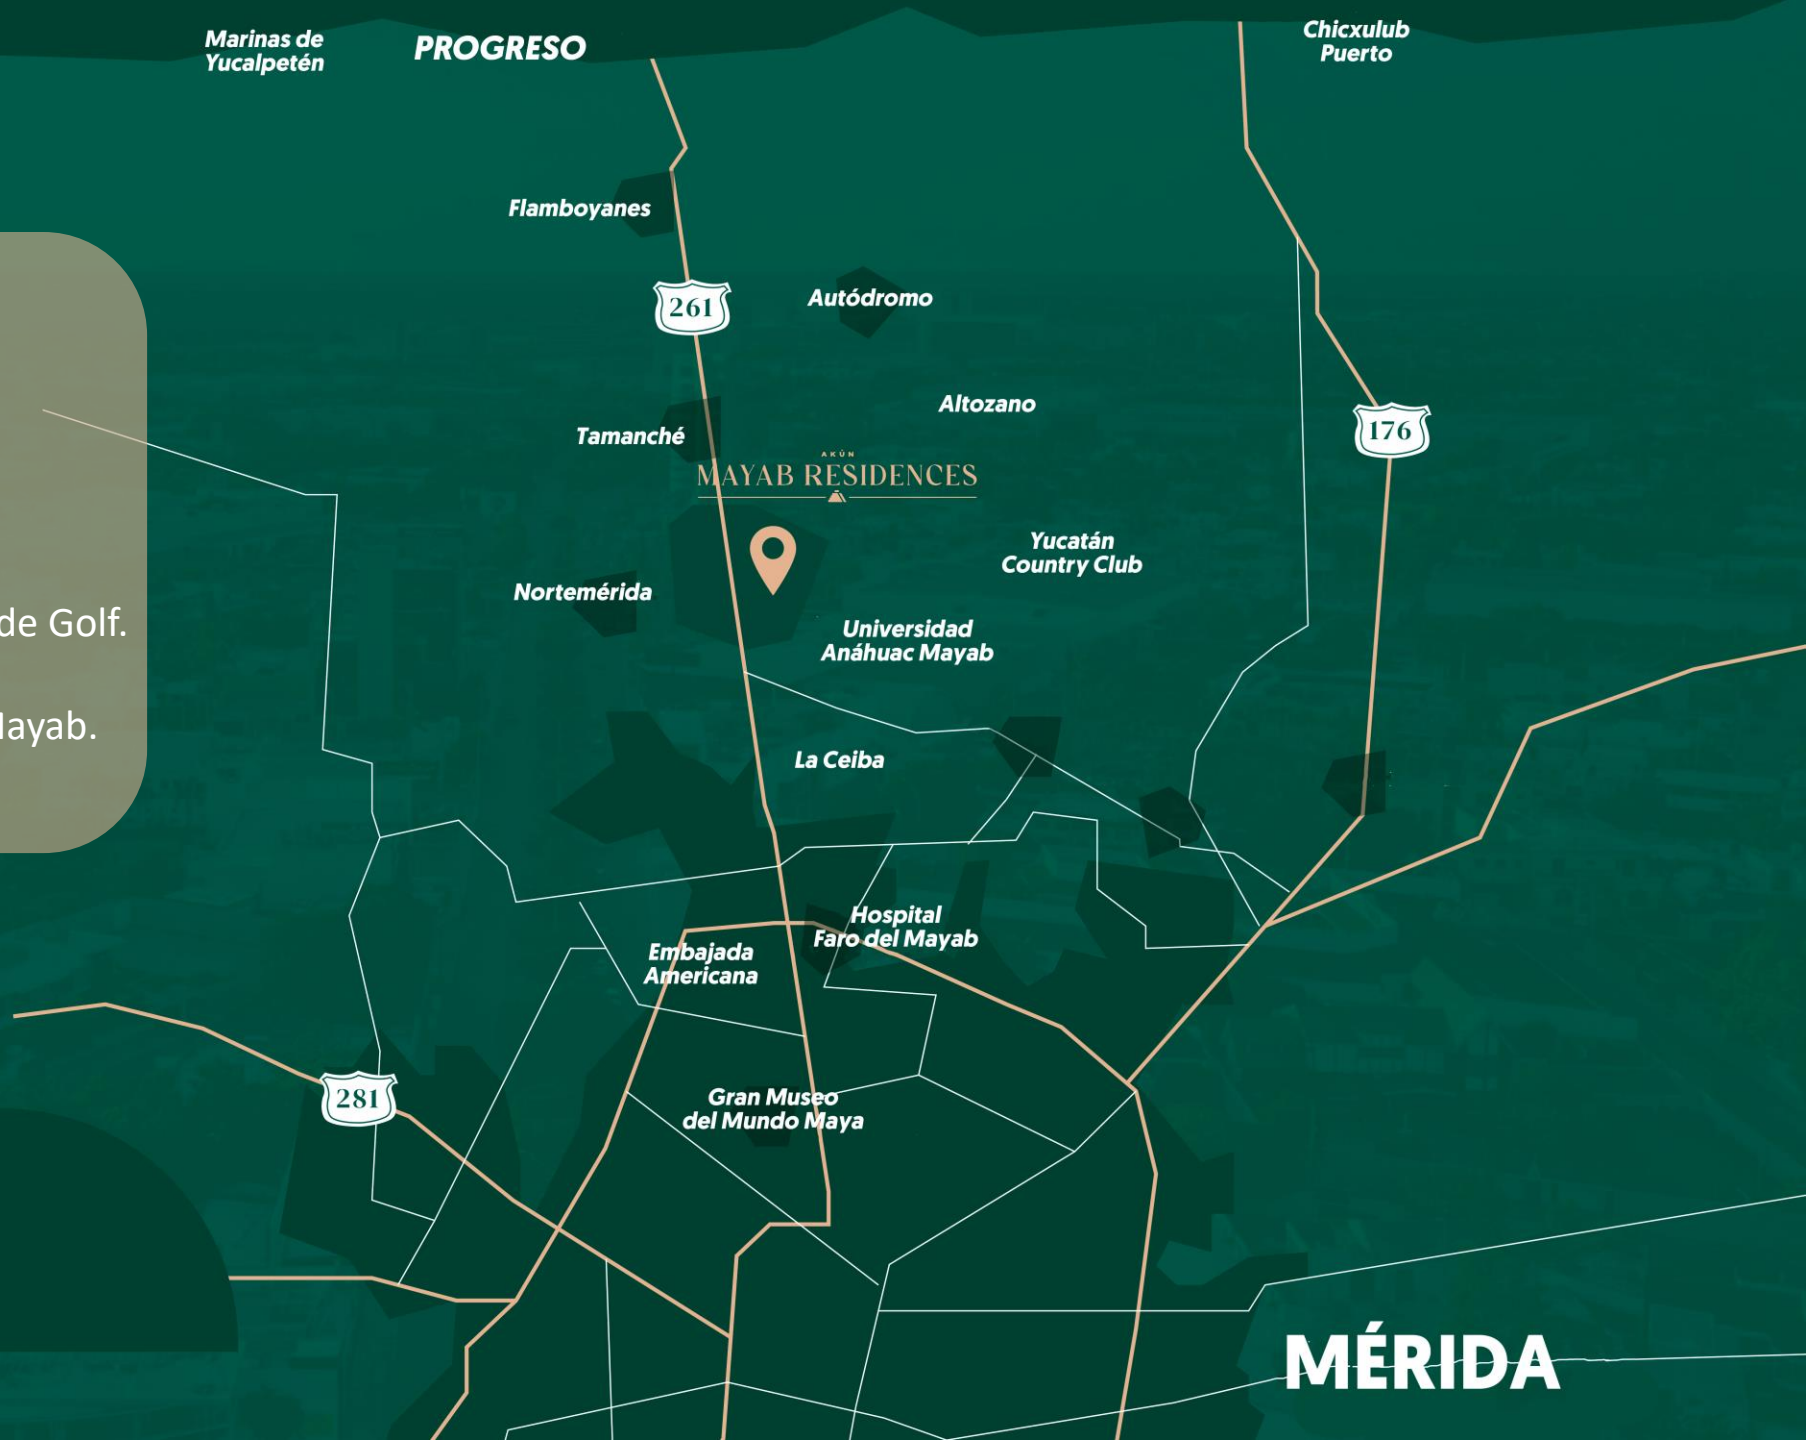 Marinas de
Yucalpetén
PROGRESO
Chicxulub
Puerto
Flamboyanes
261
Autódromo
Altozano
176
Tamanché
AKÚN
MAYAB RESIDENCES
Yucatán
Country Club
Nortemérida
de Golf.
Universidad
Anáhuac Mayab
ayab.
La Ceiba
Hospital
Faro del Mayab
Embajada
Americana
281
Gran Museo
del Mundo Maya
MÉRIDA